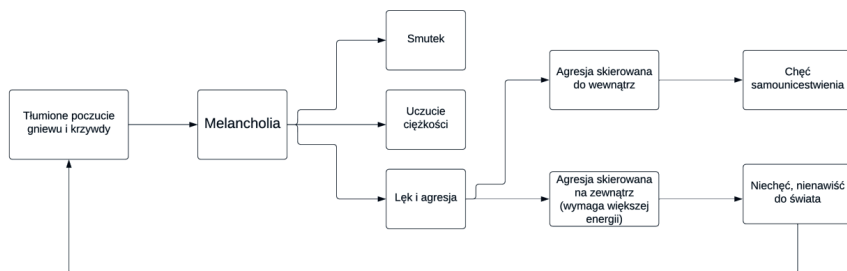 Tłumione poczucie
gniewu i krzywdy
Melancholia
Smutek
Uczucie
ciężkości
Lęk i agresja
Agresja skierowana
do wewnątrz
Agresja skierowana
na zewnątrz
(wymaga większej
energii)
Chęć
samounicestwienia
Niechęć, nienawiść
do świata